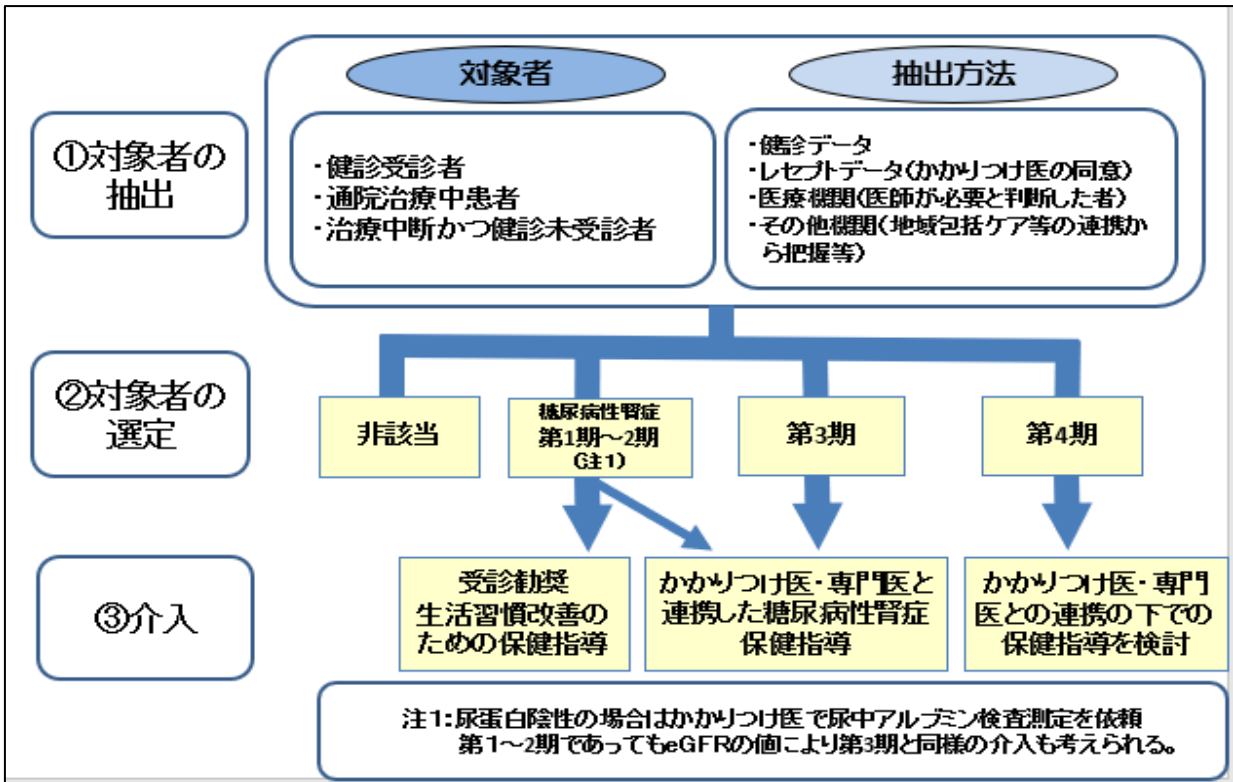 対象者
抽出方法
①対象者の
抽出
・健診受診者
・通院治療中患者
・治療中断かつ健診未受診者
・健診データ
・レセプトデータ(かかりつけ医の同意)
・医療機関(医師が必要と判断した者)
・その他機関(地域包括ケア等の連携か
ら把握等)
②対象者の
選定
非該当
糖尿病性腎症
第1期～2期
(注1)
第3期
第4期
③介入
受診勧奨
生活習慣改善の
ための保健指導
かかりつけ医・専門医と
連携した糖尿病性腎症
保健指導
かかりつけ医・専門
医との連携の下での
保健指導を検討
注1:尿蛋白陰性の場合はかかりつけ医で尿中アルブミン検査測定を依頼
第1～2期であってもeGFRの値により第3期と同様の介入も考えられる。